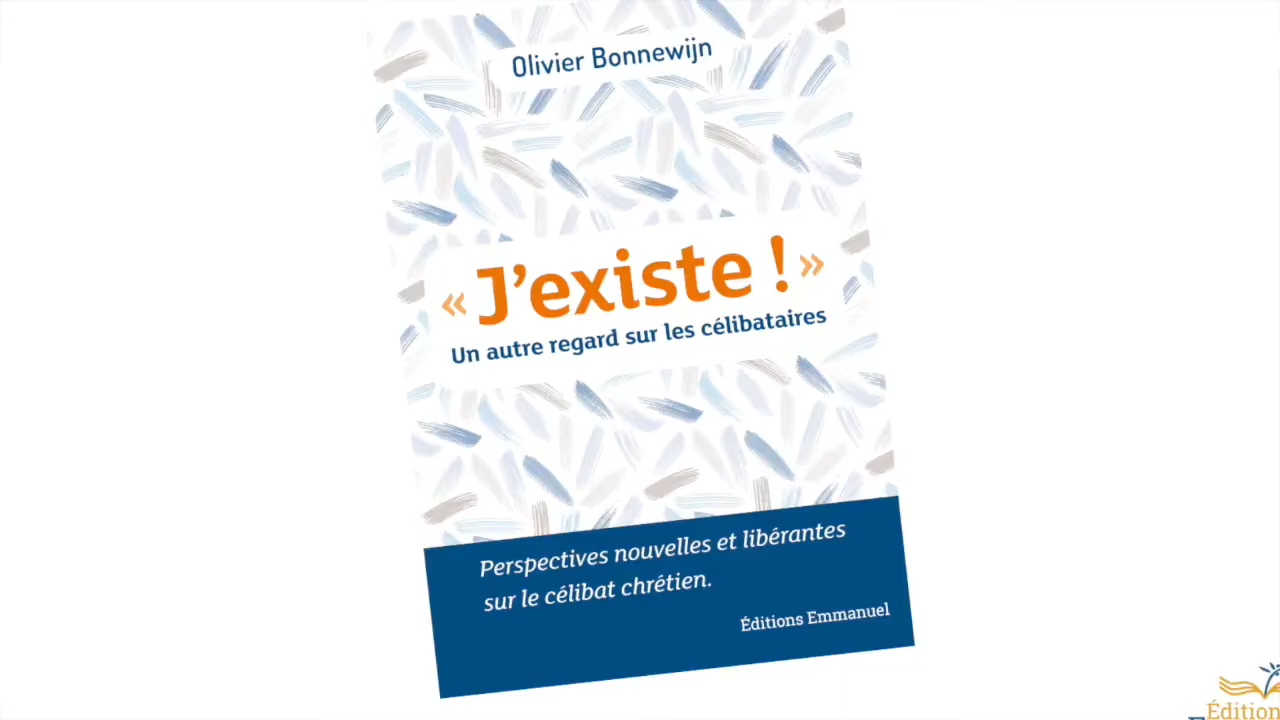 Olivier Bonnewijn
« J’existe ! »
Un autre regard sur les célibataires
Perspectives nouvelles et libérantes
sur le célibat chrétien.
Éditions Emmanuel
Édition